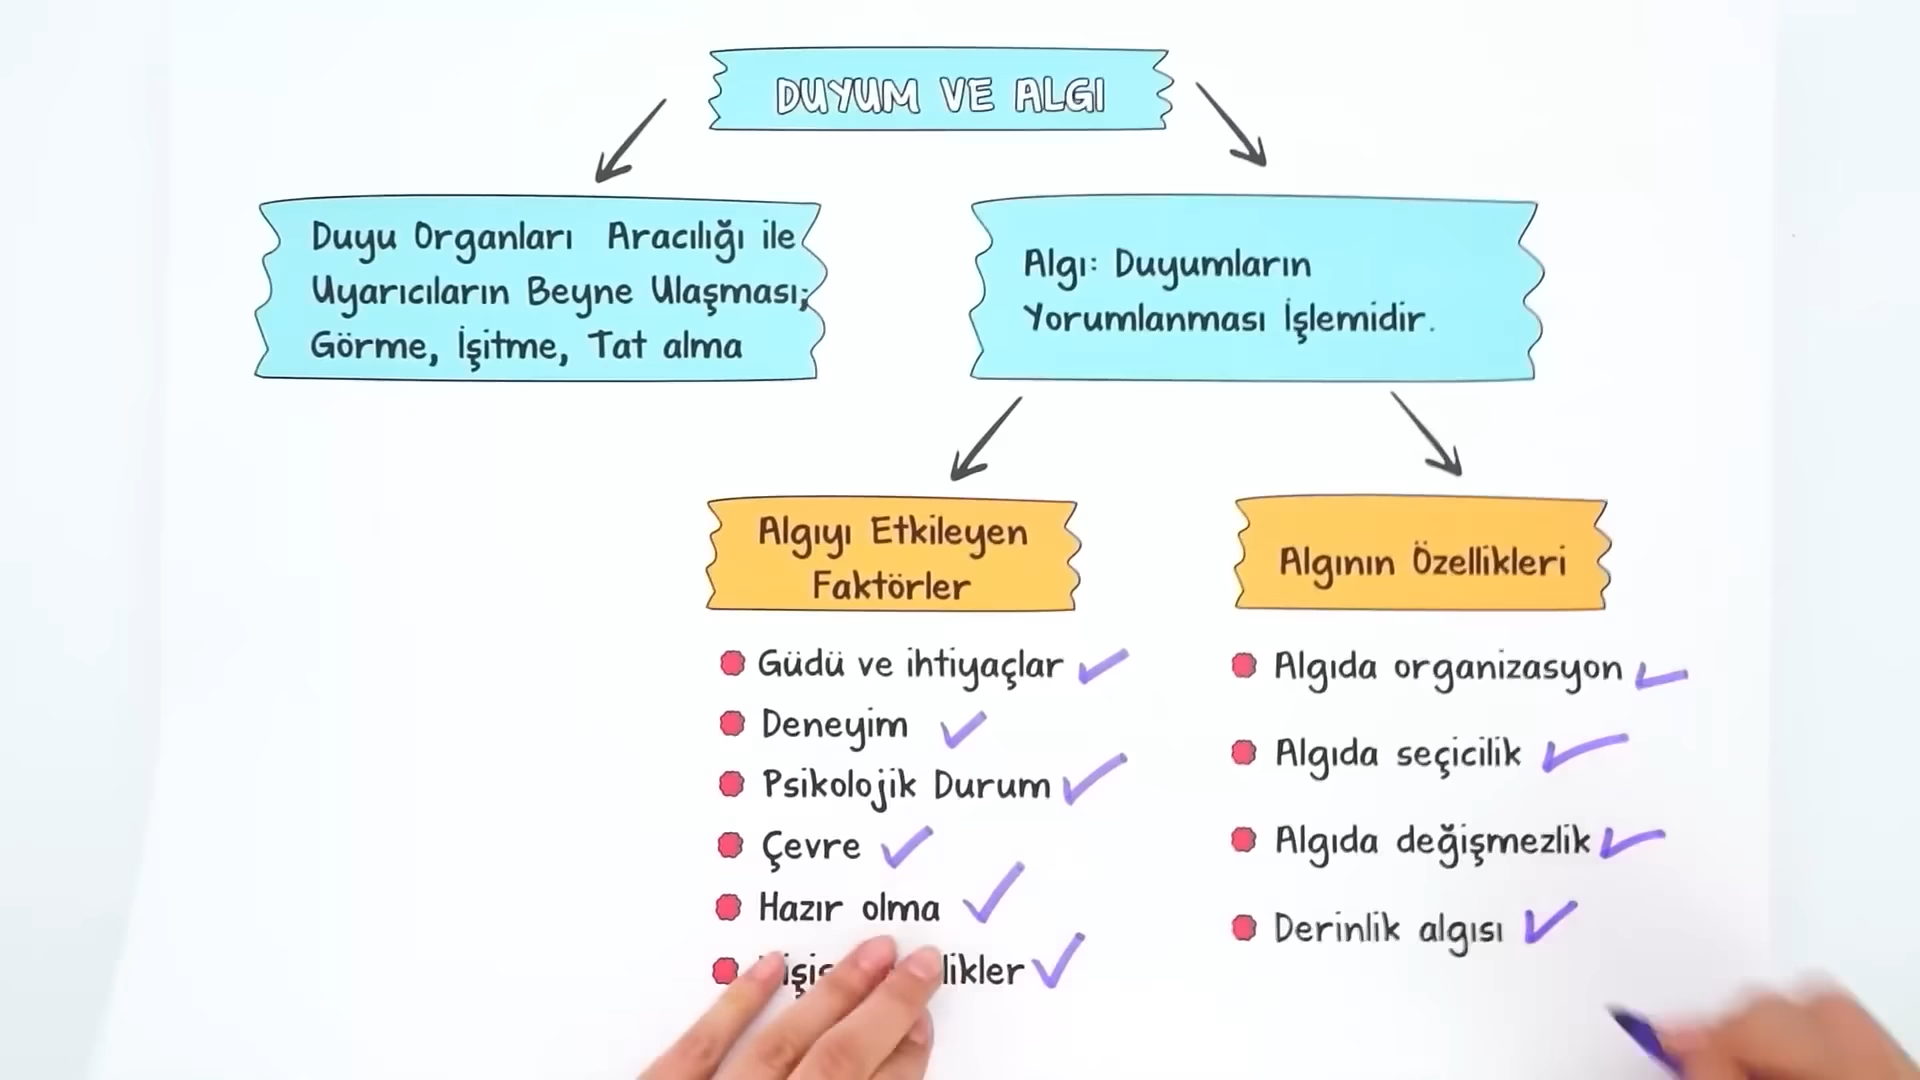 DUYUM VE ALGI
Duyu Organları Aracılığı ile
Uyarıcıların Beyne Ulaşması;
Görme, İşitme, Tat alma
Algı: Duyumların
Yorumlanması İşlemidir.
Algıyı Etkileyen
Faktörler
Güdü ve ihtiyaçlar
Deneyim
Psikolojik Durum
Çevre
Hazır olma
Algının Özellikleri
Algıda organizasyon
Algıda seçicilik
Algıda değişmezlik
Derinlik algısı